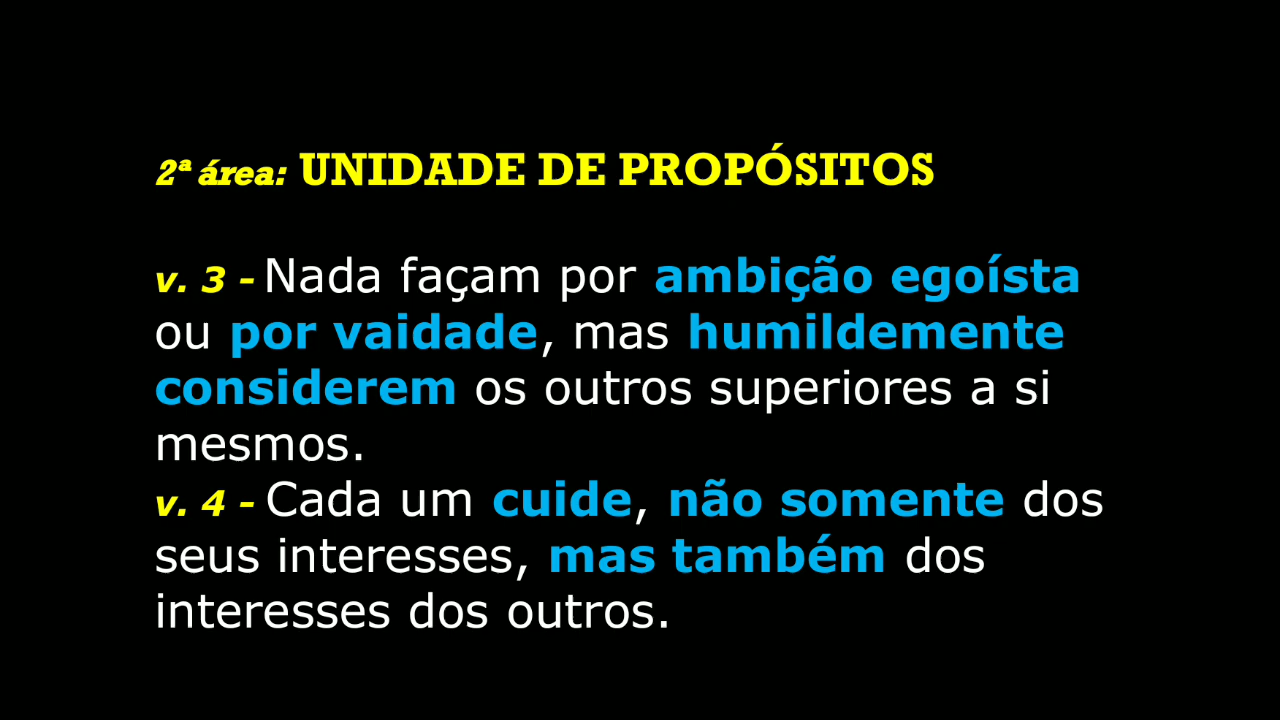 2ª área: UNIDADE DE PROPÓSITOS
v. 3 - Nada façam por ambição egoísta
ou por vaidade, mas humildemente
considerem os outros superiores a si
mesmos.
v. 4 - Cada um cuide, não somente dos
seus interesses, mas também dos
interesses dos outros.